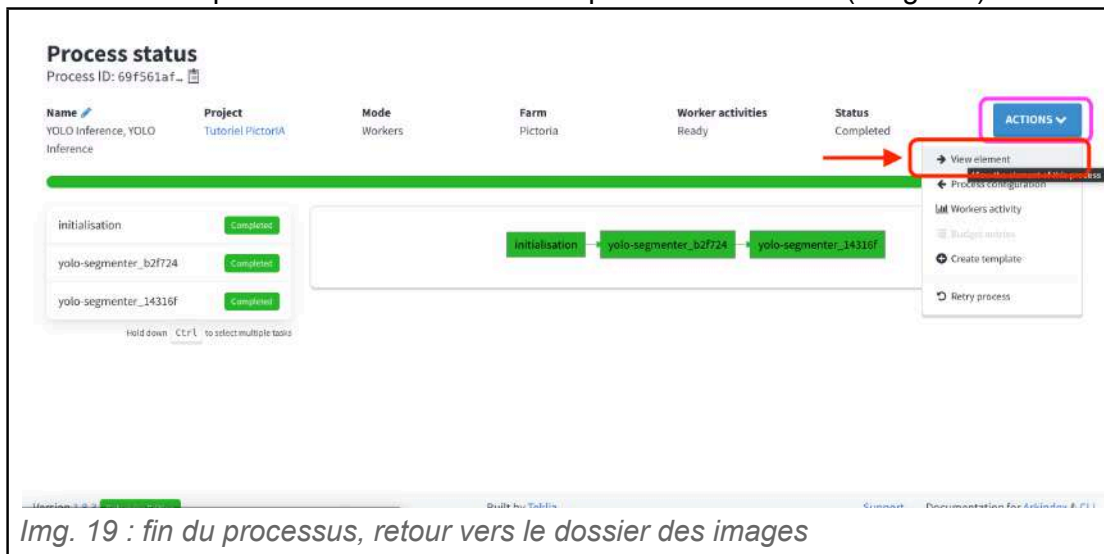 Process status
Process ID: 69f561af…
Name Project Mode Farm Worker activities Status ACTIONS
YOLO Inference, YOLO Inference Tutoriel PictorIA Workers Pictoria Ready Completed
View element
Process configuration
Workers activity
Budget entries
Create template
Retry process
initialisation Completed
yolo-segmenter_b2f724 Completed
yolo-segmenter_14316f Completed
Hold down Ctrl to select multiple tasks
initialisation yolo-segmenter_b2f724 yolo-segmenter_14316f
Built by Teklia Support Documentation for Arkindex & CLI
Img. 19 : fin du processus, retour vers le dossier des images